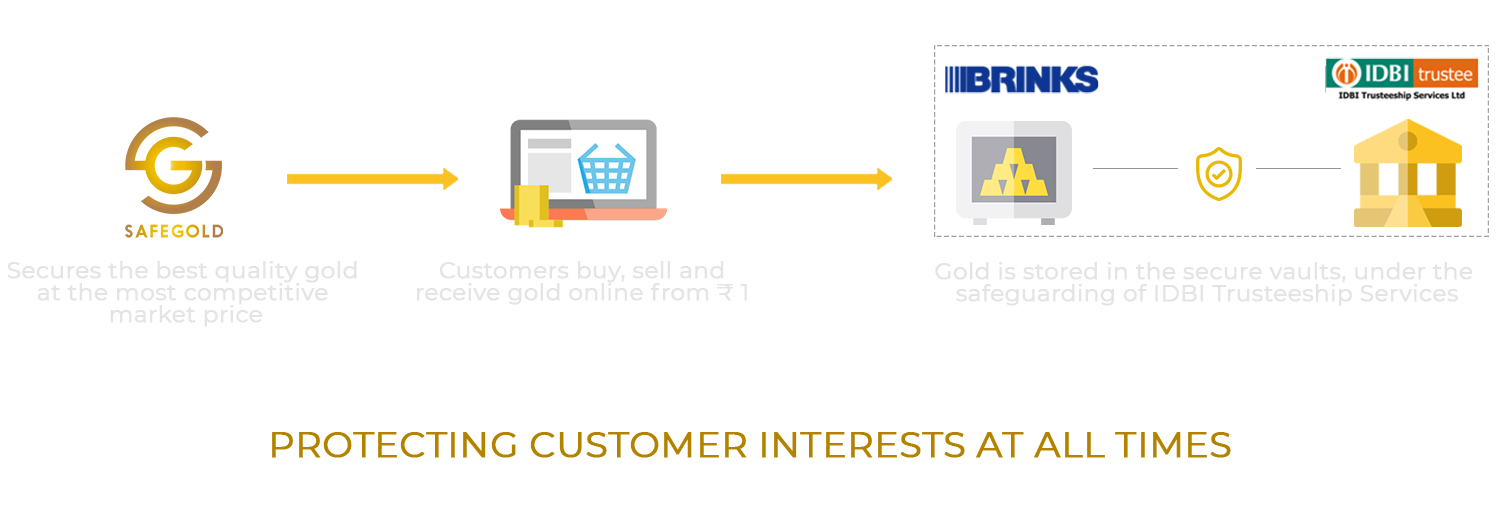 BRINKS
IDBI trustee
IDBI Trusteeship Services Ltd
SAFEGOLD
Secures the best quality gold
at the most competitive
market price
Customers buy, sell and
receive gold online from ₹ 1
Gold is stored in the secure vaults, under the
safeguarding of IDBI Trusteeship Services
PROTECTING CUSTOMER INTERESTS AT ALL TIMES